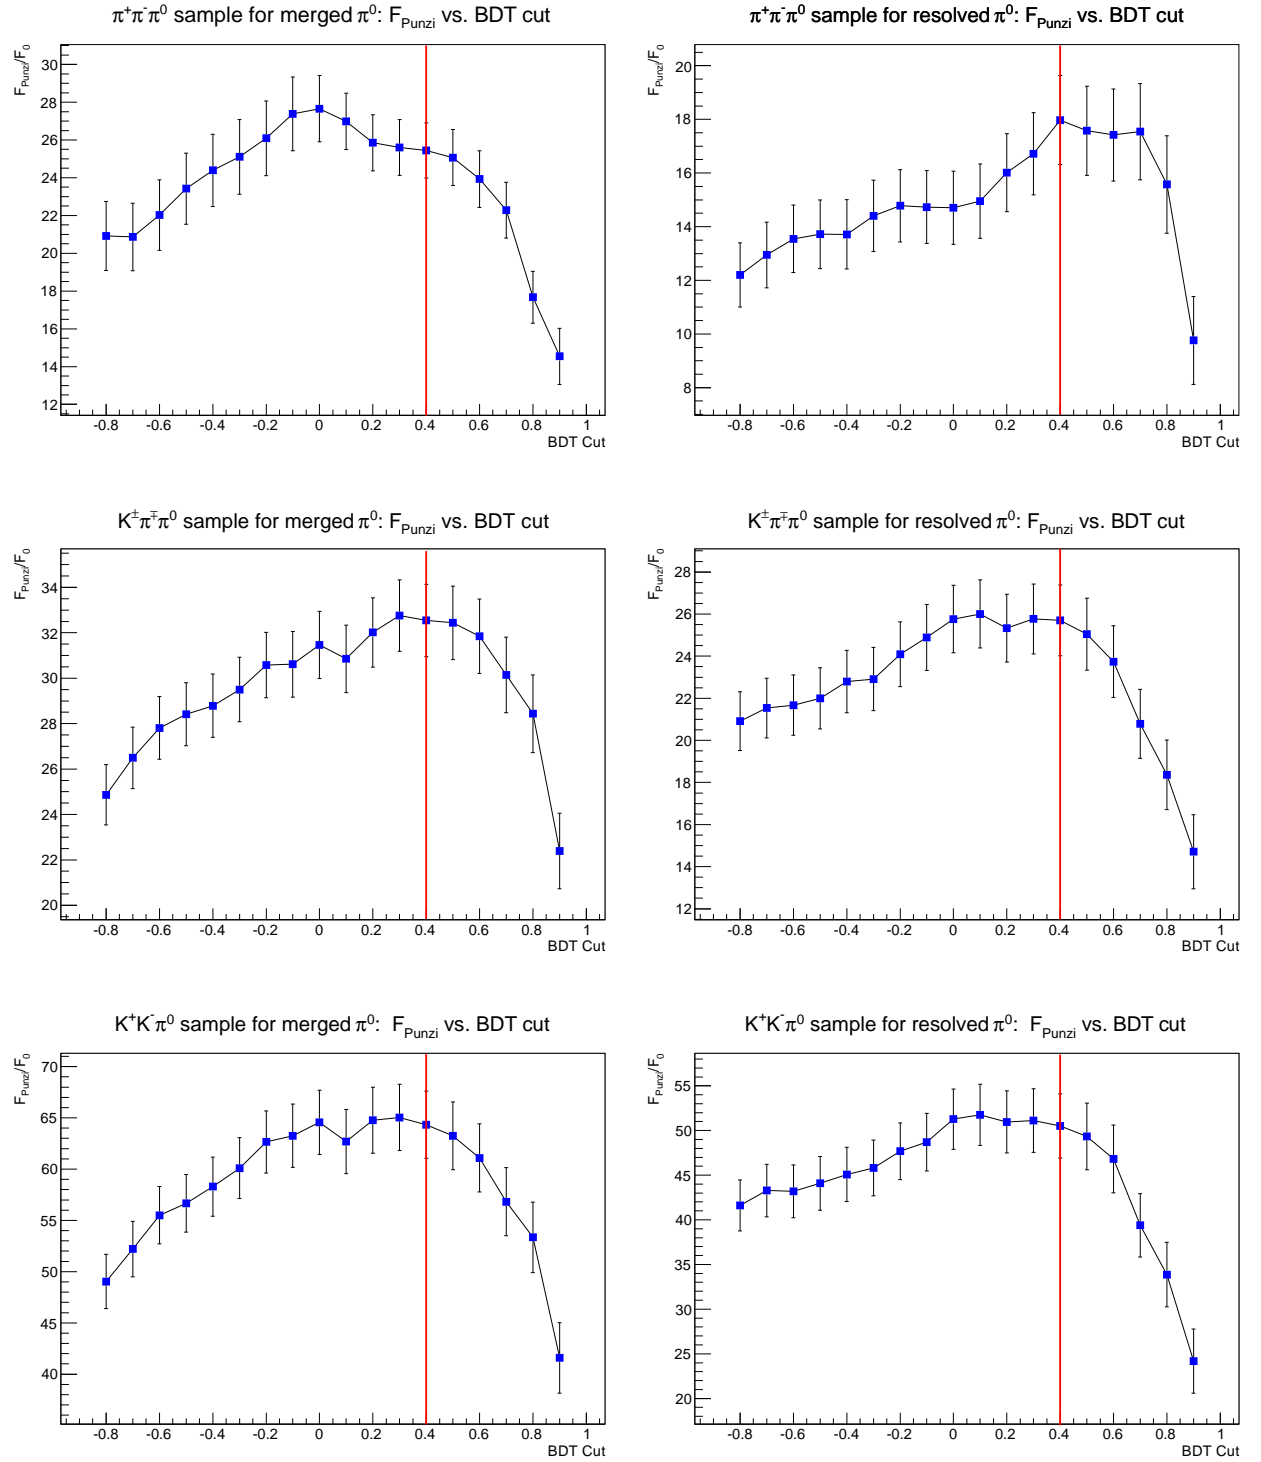 π⁺π⁻π⁰ sample for merged π⁰: F_Punzi vs. BDT cut
F_Punzi/F₀
30
28
26
24
22
20
18
16
14
12
-0.8 -0.6 -0.4 -0.2 0 0.2 0.4 0.6 0.8 1
BDT Cut
π⁺π⁻π⁰ sample for resolved π⁰: F_Punzi vs. BDT cut
F_Punzi/F₀
20
18
16
14
12
10
8
-0.8 -0.6 -0.4 -0.2 0 0.2 0.4 0.6 0.8 1
BDT Cut
K^±π^∓π⁰ sample for merged π⁰: F_Punzi vs. BDT cut
F_Punzi/F₀
34
32
30
28
26
24
22
20
-0.8 -0.6 -0.4 -0.2 0 0.2 0.4 0.6 0.8 1
BDT Cut
K^±π^∓π⁰ sample for resolved π⁰: F_Punzi vs. BDT cut
F_Punzi/F₀
28
26
24
22
20
18
16
14
12
-0.8 -0.6 -0.4 -0.2 0 0.2 0.4 0.6 0.8 1
BDT Cut
K⁺K⁻π⁰ sample for merged π⁰: F_Punzi vs. BDT cut
F_Punzi/F₀
70
65
60
55
50
45
40
-0.8 -0.6 -0.4 -0.2 0 0.2 0.4 0.6 0.8 1
BDT Cut
K⁺K⁻π⁰ sample for resolved π⁰: F_Punzi vs. BDT cut
F_Punzi/F₀
55
50
45
40
35
30
25
20
-0.8 -0.6 -0.4 -0.2 0 0.2 0.4 0.6 0.8 1
BDT Cut